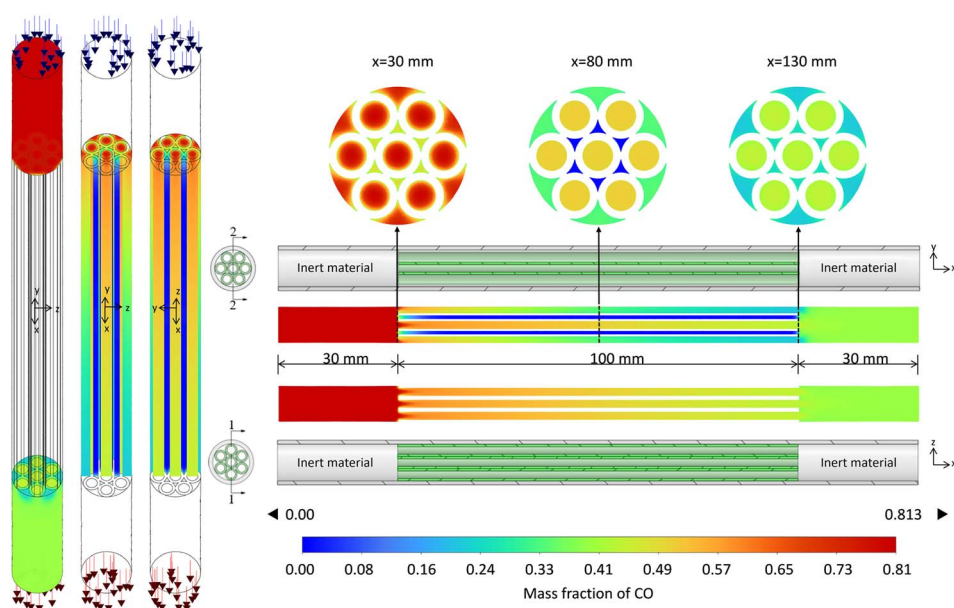 x=30 mm
x=80 mm
x=130 mm
2
2
Inert material
Inert material
y
x
y
z
x
y
z
x
z
y
x
30 mm
100 mm
30 mm
1
1
Inert material
Inert material
z
x
0.00
0.813
0.00 0.08 0.16 0.24 0.33 0.41 0.49 0.57 0.65 0.73 0.81
Mass fraction of CO